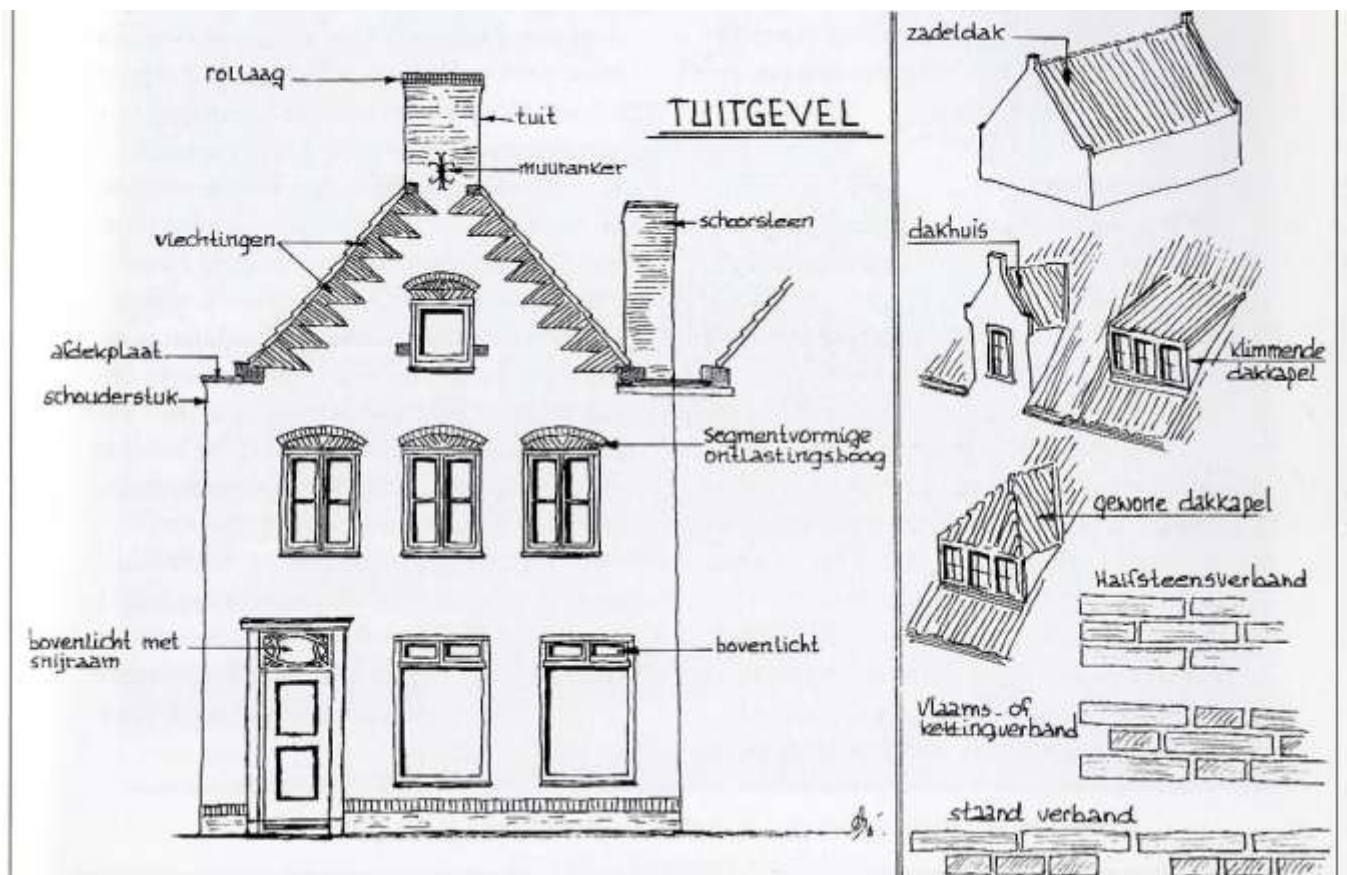 TUITGEVEL
rollaag
tuit
muuranker
schoorsteen
vlechtingen
afdekplaat
schouderstuk
segmentvormige
ontlastingsboog
bovenlicht met
snijraam
bovenlicht
zadeldak
dakhuis
klimmende
dakkapel
gewone dakkapel
Halfsteensverband
Vlaams- of
kettingverband
staand verband